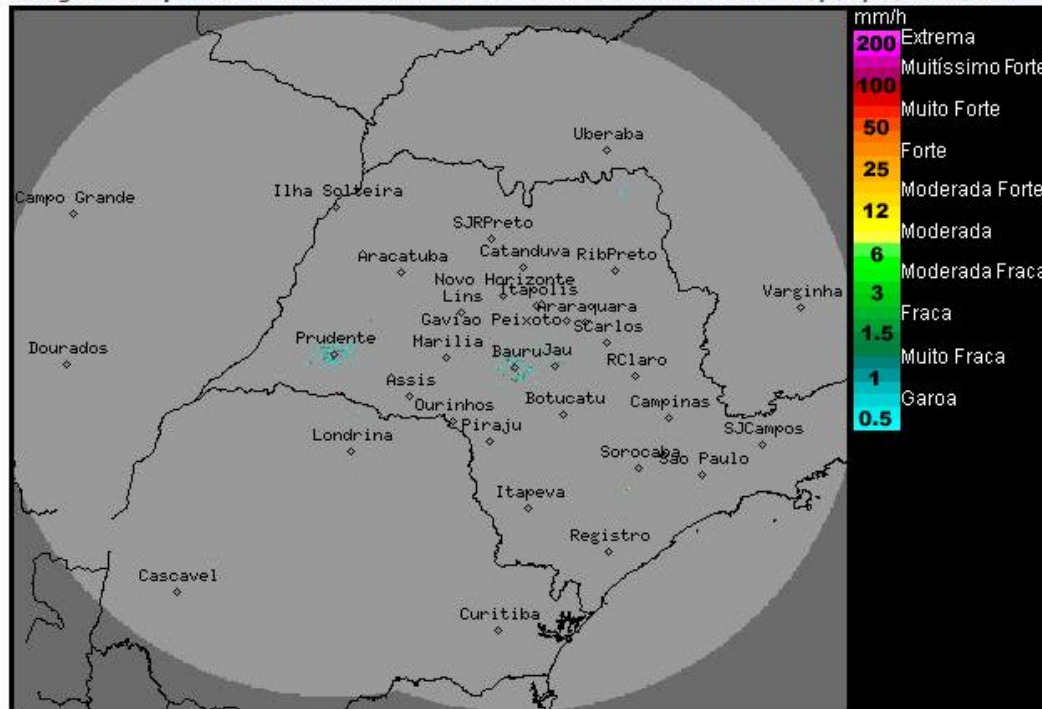 mm/h
200 Extrema
Muitíssimo Forte
100
Muito Forte
50
Forte
25
Moderada Forte
12
Moderada
6
Moderada Fraca
3
Fraca
1.5
Muito Fraca
1
Garoa
0.5
Uberaba
Campo Grande
Ilha Solteira
SJRPreto
Aracatuba
Catanduva
RibPreto
Novo Horizonte
Itapolis
Lins
Araraquara
Varginha
Gaviao Peixoto
SCarlos
Prudente
Marilia
Dourados
Bauru
Jau
RClaro
Assis
Ourinhos
Botucatu
Campinas
Piraju
SJCampos
Londrina
Sorocaba
Sao Paulo
Itapeva
Registro
Cascavel
Curitiba